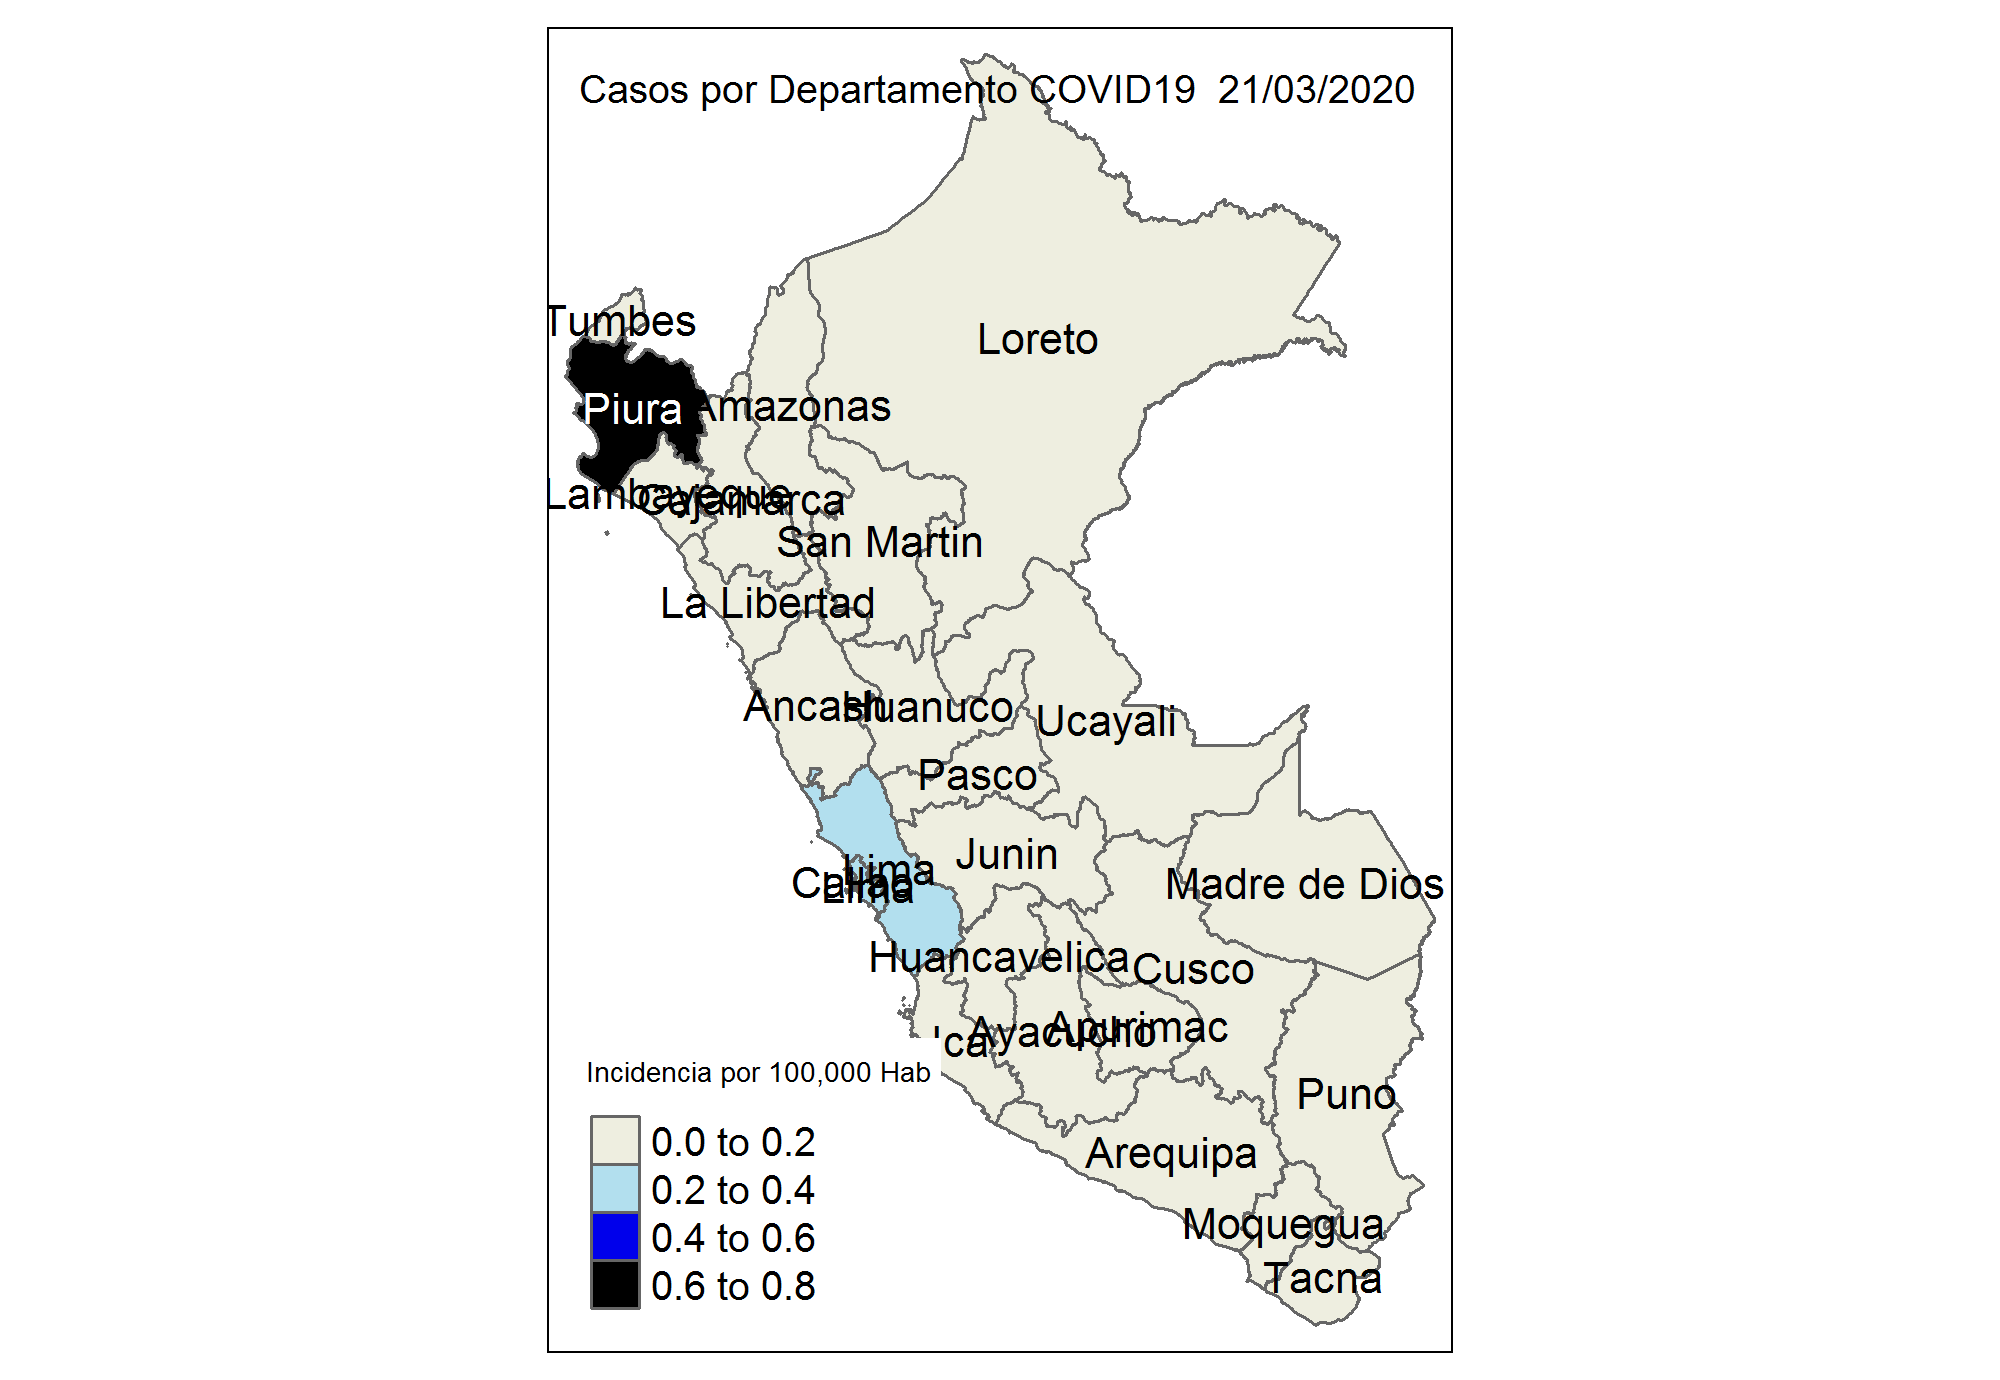 Casos por Departamento COVID19  21/03/2020
Tumbes
Loreto
Piura
Amazonas
Lambayeque
Cajamarca
San Martin
La Libertad
Ancash
Huanuco
Ucayali
Pasco
Junin
Lima
Callao
Lima
Madre de Dios
Huancavelica
Cusco
Ica
Ayacucho
Apurimac
Incidencia por 100,000 Hab
Puno
0.0 to 0.2
Arequipa
0.2 to 0.4
Moquegua
0.4 to 0.6
Tacna
0.6 to 0.8